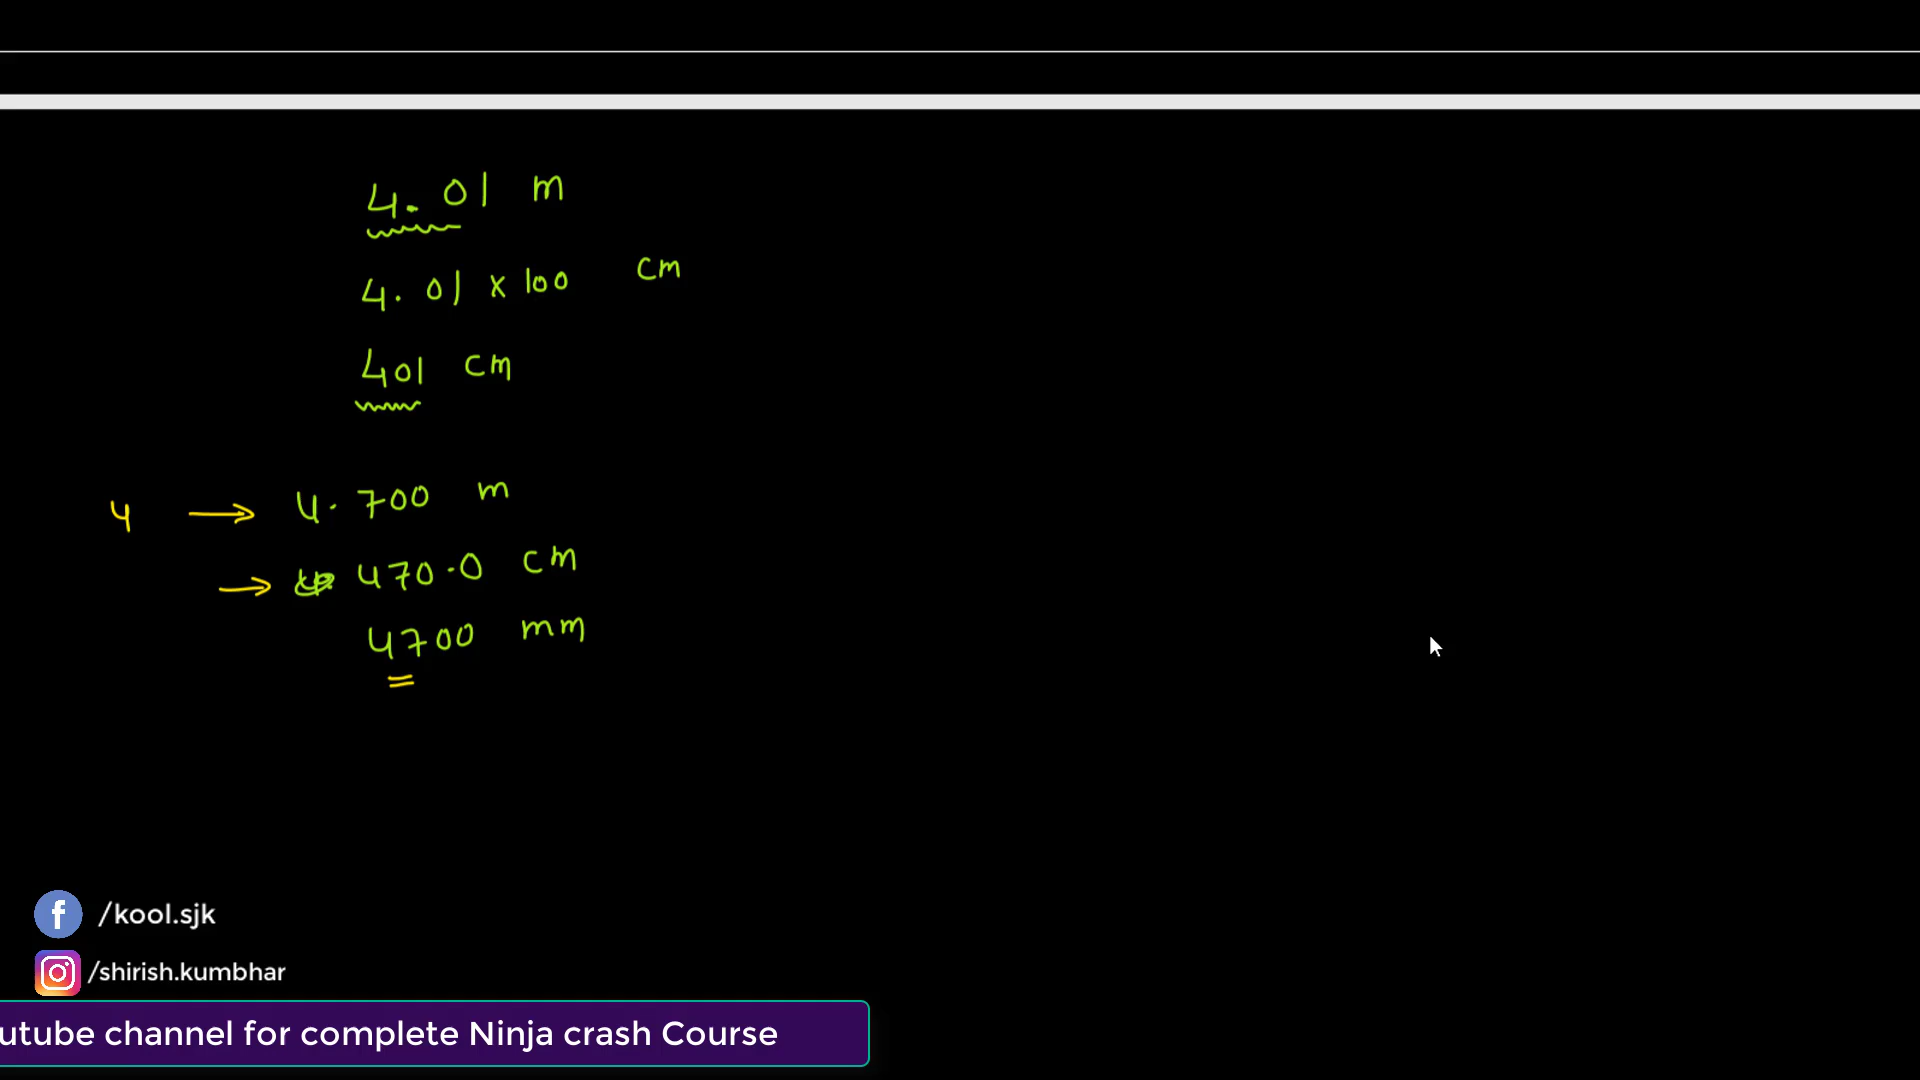 4.01 m
4.01 x 100 cm
401 cm
4 → 4.700 m
→ 470.0 cm
4700 mm
/kool.sjk
/shirish.kumbhar
utube channel for complete Ninja crash Course